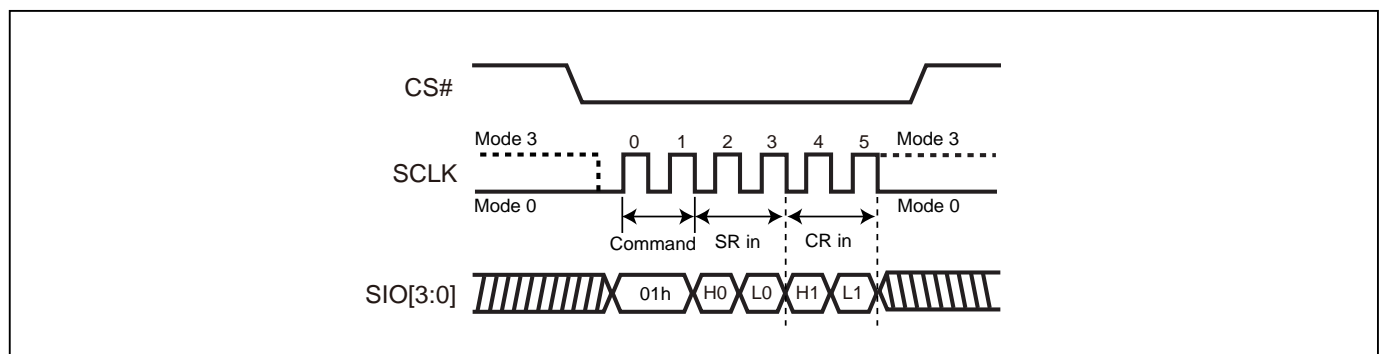 CS#
Mode 3 0 1 2 3 4 5 Mode 3
SCLK
Mode 0 Mode 0
Command SR in CR in
SIO[3:0] 01h H0 L0 H1 L1